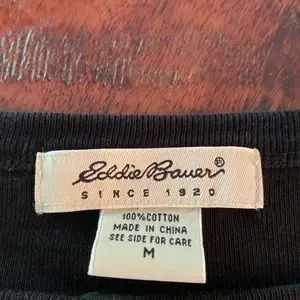 Eddie Bauer®
SINCE 1920
100%COTTON
MADE IN CHINA
SEE SIDE FOR CARE
M